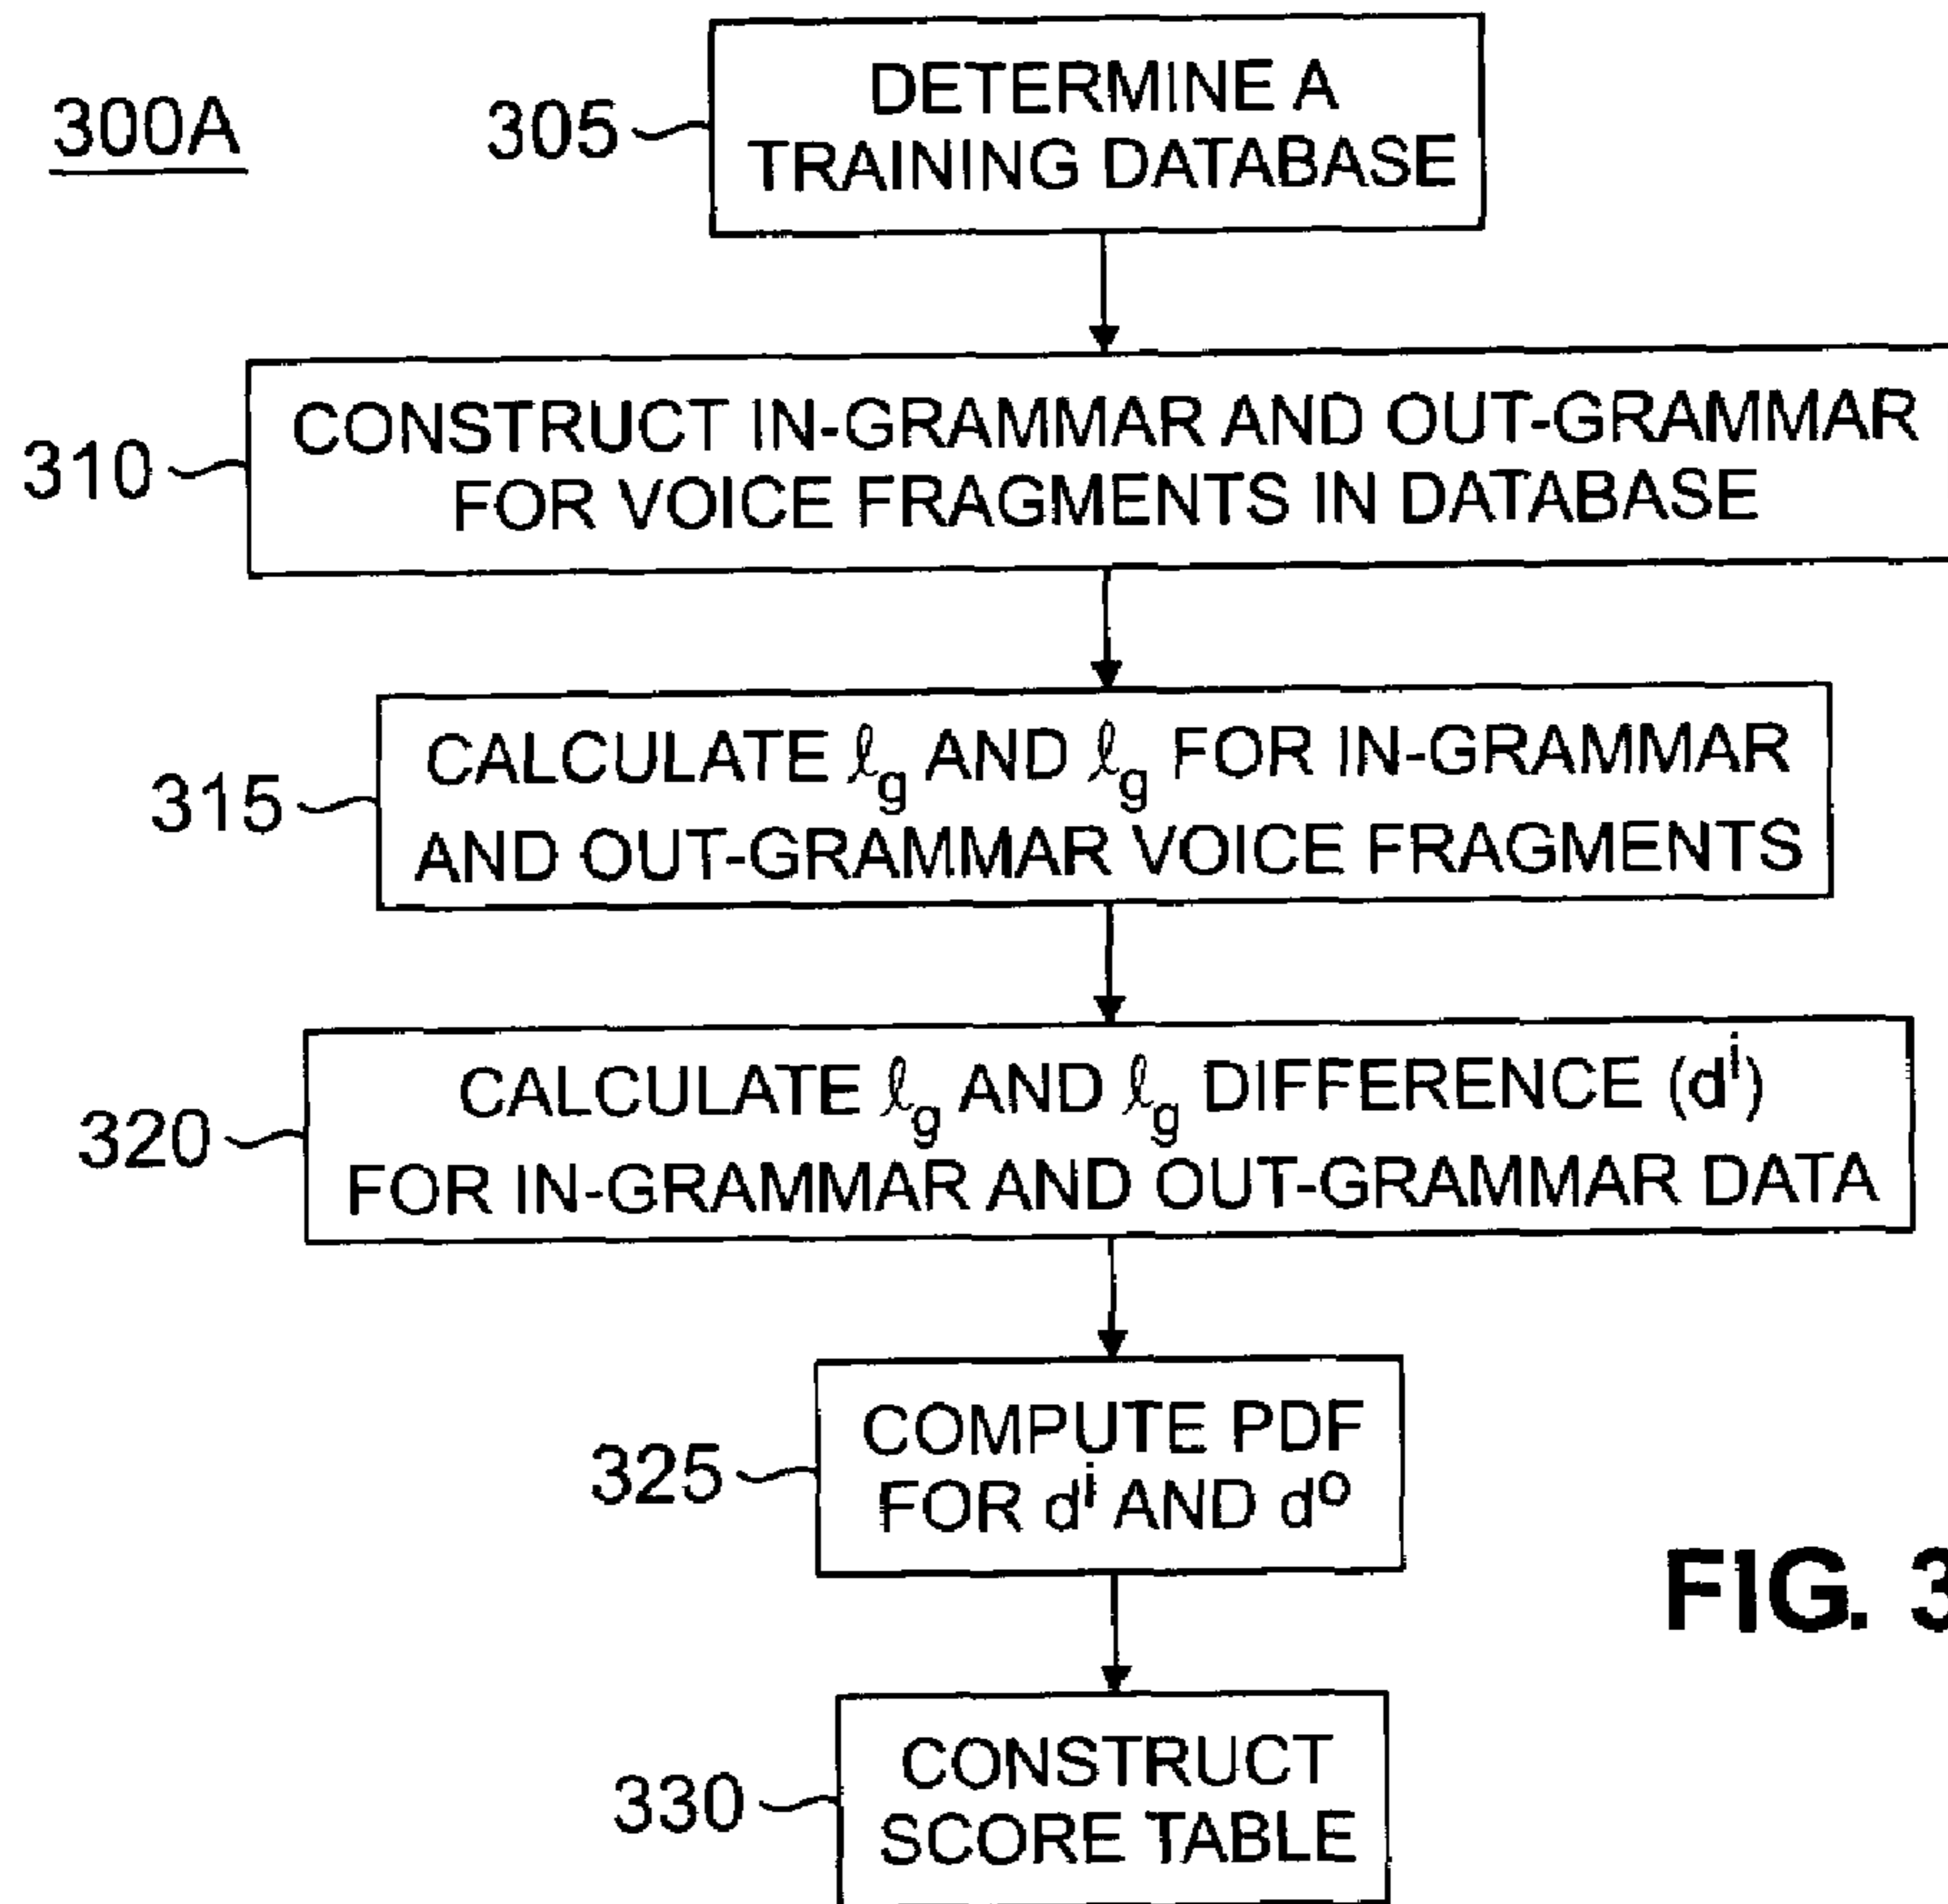 300A
305
DETERMINE A
TRAINING DATABASE
310
CONSTRUCT IN-GRAMMAR AND OUT-GRAMMAR
FOR VOICE FRAGMENTS IN DATABASE
315
CALCULATE ℓg AND ℓg FOR IN-GRAMMAR
AND OUT-GRAMMAR VOICE FRAGMENTS
320
CALCULATE ℓg AND ℓg DIFFERENCE (dⁱ)
FOR IN-GRAMMAR AND OUT-GRAMMAR DATA
325
COMPUTE PDF
FOR dⁱ AND dᵒ
330
CONSTRUCT
SCORE TABLE
FIG. 3